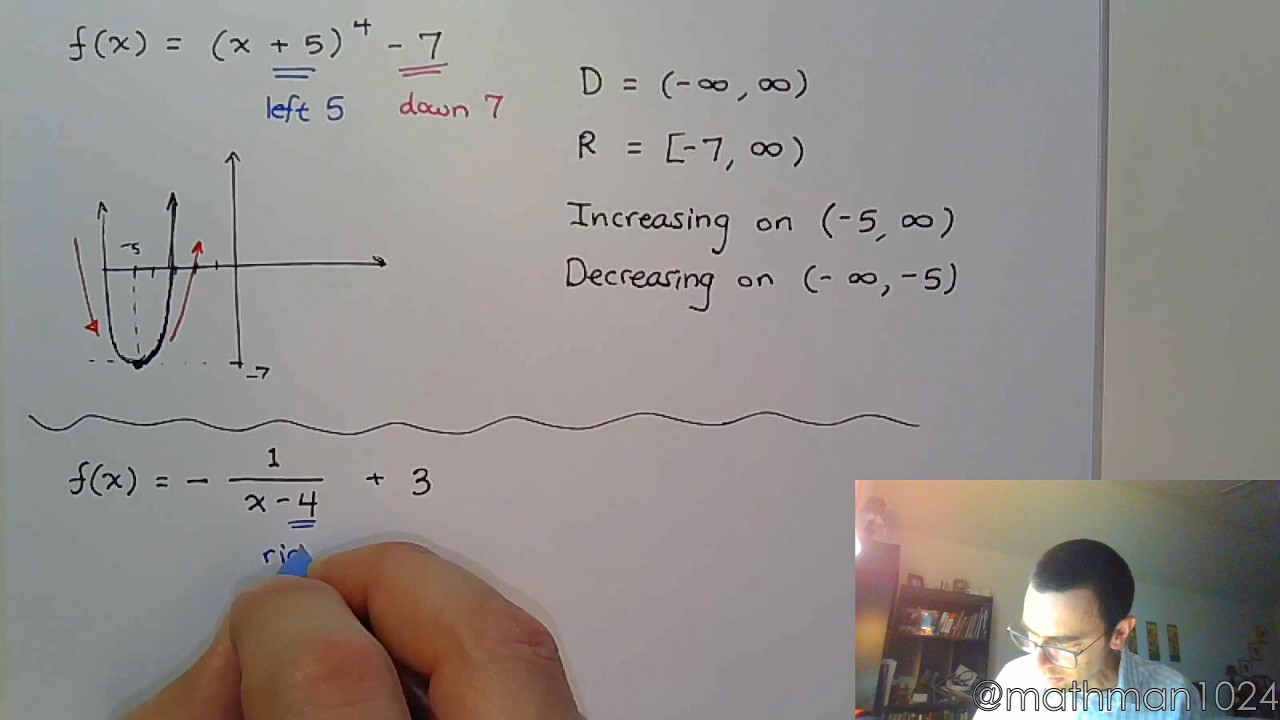 f(x) = (x + 5)^4 - 7
left 5 down 7
D = (-∞, ∞)
R = [-7, ∞)
Increasing on (-5, ∞)
Decreasing on (-∞, -5)
-5
-7
f(x) = - 1/(x - 4) + 3
@mathman1024